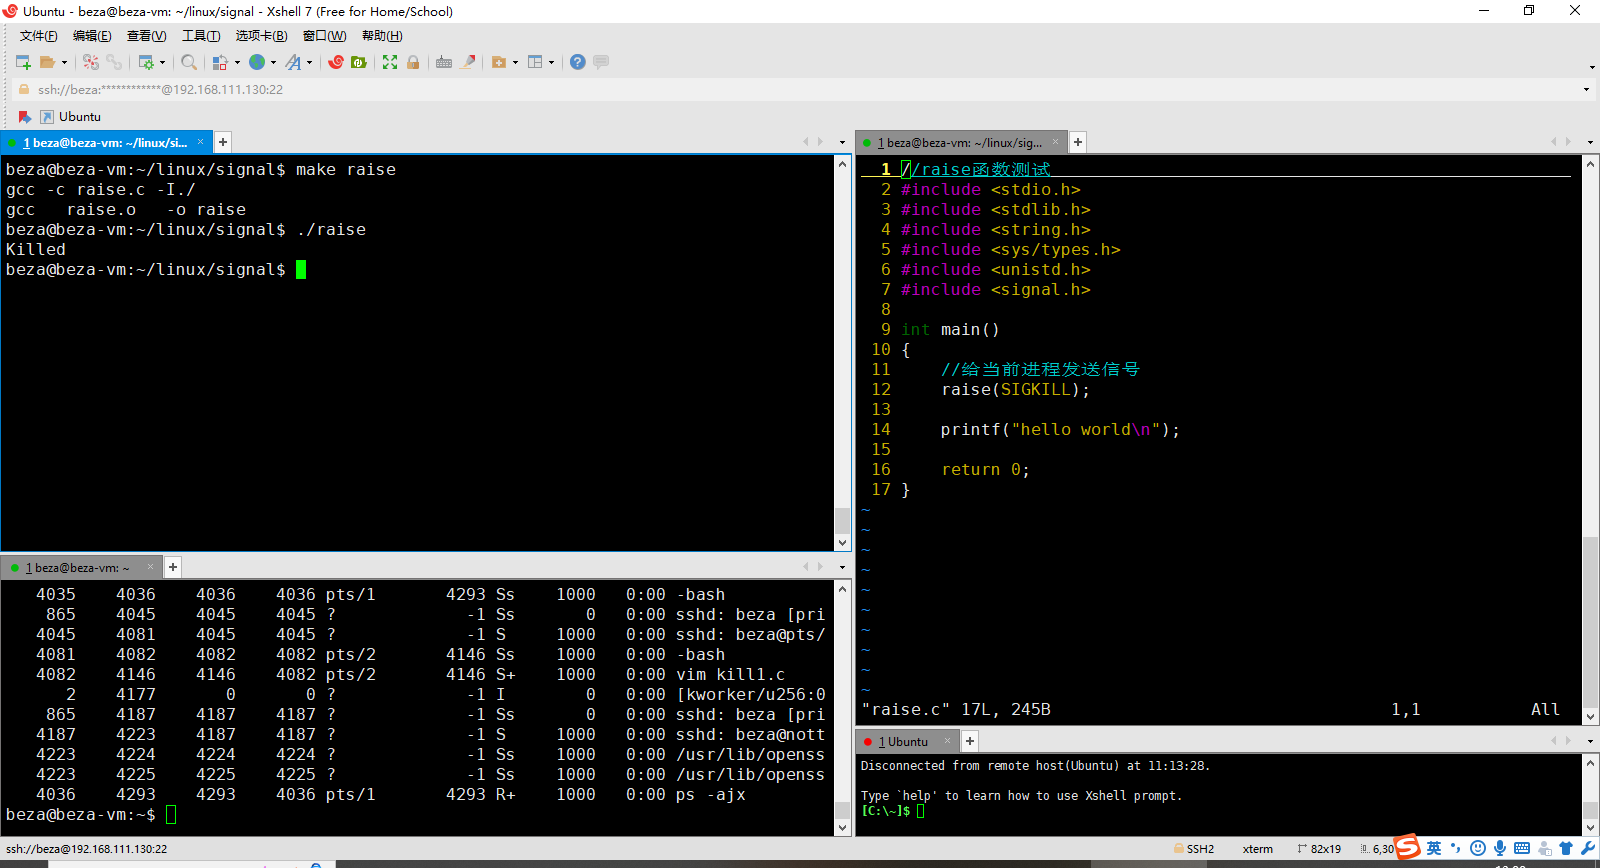 Ubuntu - beza@beza-vm: ~/linux/signal - Xshell 7 (Free for Home/School)
文件(F) 编辑(E) 查看(V) 工具(T) 选项卡(B) 窗口(W) 帮助(H)
ssh://beza:************@192.168.111.130:22
Ubuntu
1 beza@beza-vm: ~/linux/si...
beza@beza-vm:~/linux/signal$ make raise
gcc -c raise.c -I./
gcc   raise.o   -o raise
beza@beza-vm:~/linux/signal$ ./raise
Killed
beza@beza-vm:~/linux/signal$
1 beza@beza-vm: ~
4035 4036 4036 4036 pts/1 4293 Ss 1000 0:00 -bash
865 4045 4045 4045 ? -1 Ss 0 0:00 sshd: beza [pri
4045 4081 4045 4045 ? -1 S 1000 0:00 sshd: beza@pts/
4081 4082 4082 4082 pts/2 4146 Ss 1000 0:00 -bash
4082 4146 4146 4082 pts/2 4146 S+ 1000 0:00 vim kill1.c
2 4177 0 0 ? -1 I 0 0:00 [kworker/u256:0
865 4187 4187 4187 ? -1 Ss 0 0:00 sshd: beza [pri
4187 4223 4187 4187 ? -1 S 1000 0:00 sshd: beza@nott
4223 4224 4224 4224 ? -1 Ss 1000 0:00 /usr/lib/openss
4223 4225 4225 4225 ? -1 Ss 1000 0:00 /usr/lib/openss
4036 4293 4293 4036 pts/1 4293 R+ 1000 0:00 ps -ajx
beza@beza-vm:~$
1 beza@beza-vm: ~/linux/sig...
1 //raise函数测试
2 #include <stdio.h>
3 #include <stdlib.h>
4 #include <string.h>
5 #include <sys/types.h>
6 #include <unistd.h>
7 #include <signal.h>
8
9 int main()
10 {
11     //给当前进程发送信号
12     raise(SIGKILL);
13
14     printf("hello world\n");
15
16     return 0;
17 }
~
~
~
~
~
~
~
~
~
~
"raise.c" 17L, 245B 1,1 All
1 Ubuntu
Disconnected from remote host(Ubuntu) at 11:13:28.
Type `help' to learn how to use Xshell prompt.
[C:\~]$
ssh://beza@192.168.111.130:22 SSH2 xterm 82x19 6,30 英